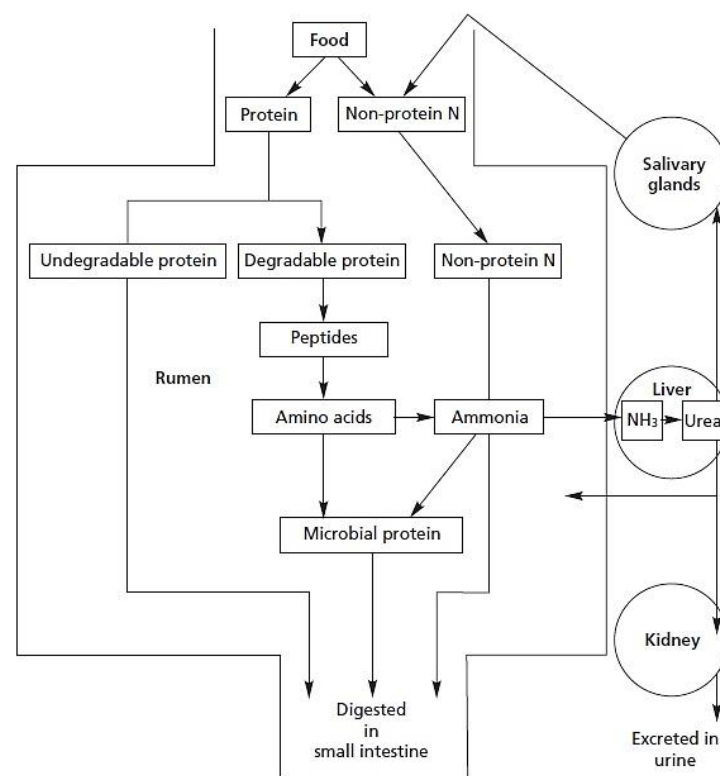 Food
Protein
Non-protein N
Salivary
glands
Undegradable protein
Degradable protein
Non-protein N
Peptides
Rumen
Liver
Amino acids
Ammonia
NH₃
Urea
Microbial protein
Kidney
Digested
in
small intestine
Excreted in
urine